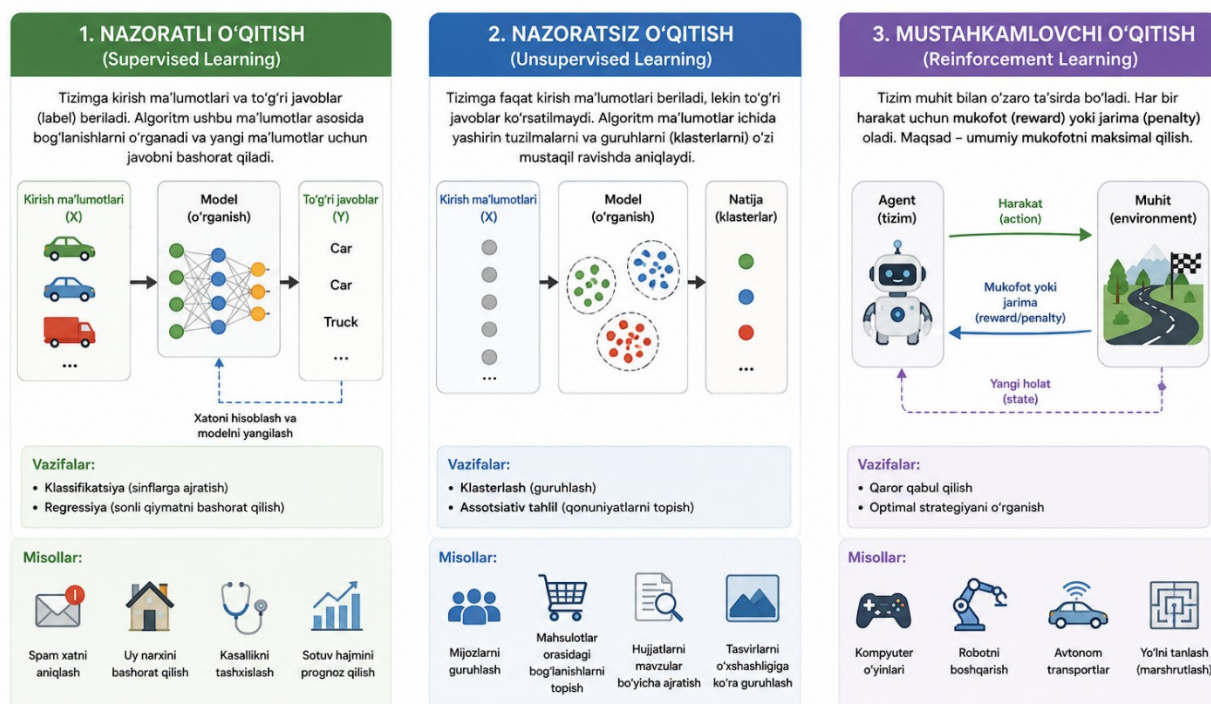 1. NAZORATLI O‘QITISH
(Supervised Learning)
Tizimga kirish ma’lumotlari va to‘g‘ri javoblar
(label) beriladi. Algoritm ushbu ma’lumotlar asosida
bog‘lanishlarni o‘rganadi va yangi ma’lumotlar uchun
javobni bashorat qiladi.
Kirish ma’lumotlari
(X)
...
Model
(o‘rganish)
To‘g‘ri javoblar
(Y)
Car
Car
Truck
...
Xatoni hisoblash va
modelni yangilash
Vazifalar:
• Klassifikatsiya (sinflarga ajratish)
• Regressiya (sonli qiymatni bashorat qilish)
Misollar:
Spam xatni
aniqlash
Uy narxini
bashorat qilish
Kasallikni
tashxislash
Sotuv hajmini
prognoz qilish
2. NAZORATSIZ O‘QITISH
(Unsupervised Learning)
Tizimga faqat kirish ma’lumotlari beriladi, lekin to‘g‘ri
javoblar ko‘rsatilmaydi. Algoritm ma’lumotlar ichida
yashirin tuzilmalarni va guruhlarni (klasterlarni) o‘zi
mustaqil ravishda aniqlaydi.
Kirish ma’lumotlari
(X)
...
Model
(o‘rganish)
Natija
(klasterlar)
...
Vazifalar:
• Klasterlash (guruhlash)
• Assotsiativ tahlil (qonuniyatlarni topish)
Misollar:
Mijozlarni
guruhlash
Mahsulotlar
orasidagi
bog‘lanishlarni
topish
Hujjatlarni
mavzular
bo‘yicha ajratish
Tasvirlarni
o‘xshashligiga
ko‘ra guruhlash
3. MUSTAHKAMLOVCHI O‘QITISH
(Reinforcement Learning)
Tizim muhit bilan o‘zaro ta’sirda bo‘ladi. Har bir
harakat uchun mukofot (reward) yoki jarima (penalty)
oladi. Maqsad – umumiy mukofotni maksimal qilish.
Agent
(tizim)
Harakat
(action)
Muhit
(environment)
Mukofot yoki
jarima
(reward/penalty)
Yangi holat
(state)
Vazifalar:
• Qaror qabul qilish
• Optimal strategiyani o‘rganish
Misollar:
Kompyuter
o‘yinlari
Robotni
boshqarish
Avtonom
transportlar
Yo‘lni tanlash
(marshrutlash)